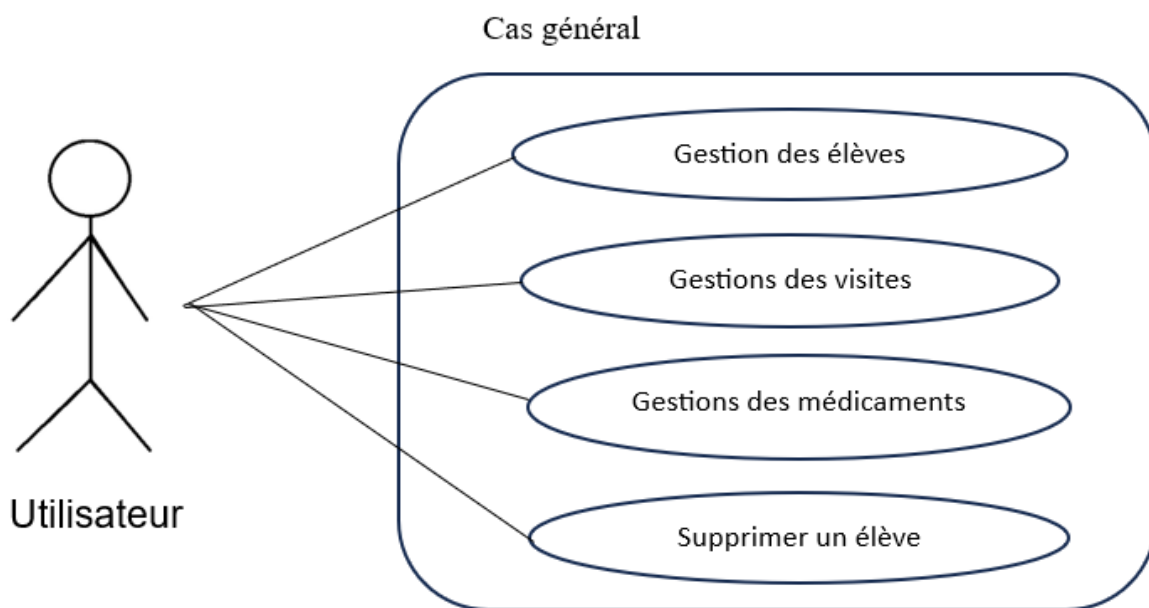 Cas général
Gestion des élèves
Gestions des visites
Gestions des médicaments
Supprimer un élève
Utilisateur